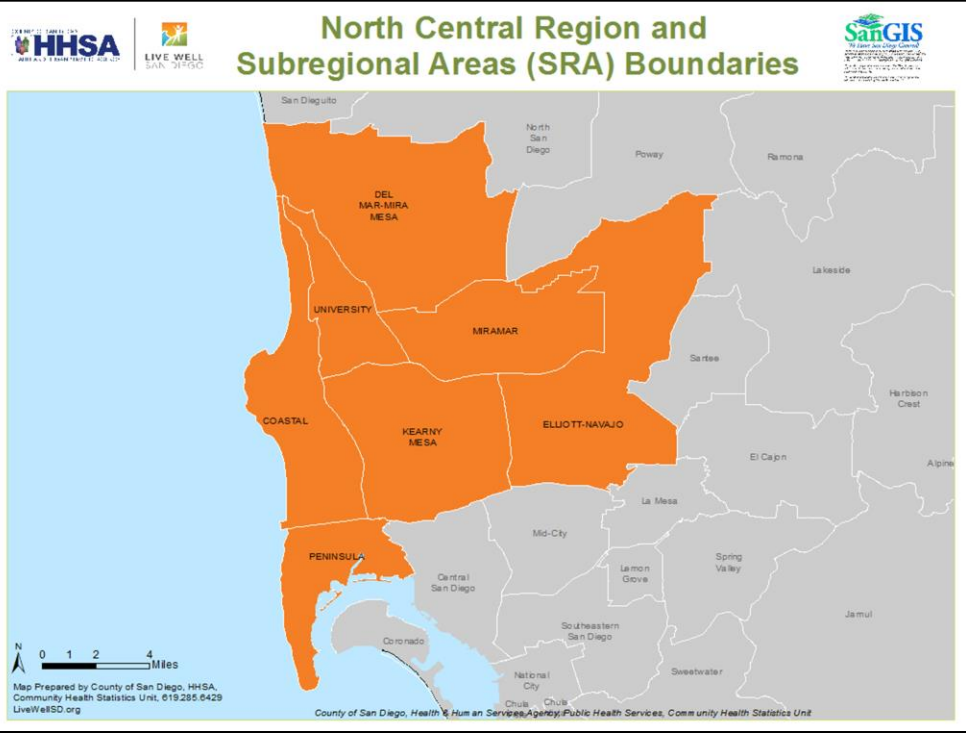 North Central Region and
Subregional Areas (SRA) Boundaries
HHSA
LIVE WELL
SAN DIEGO
SanGIS
San Dieguito
North
San
Diego
Poway
Ramona
DEL
MAR-MIRA
MESA
Lakeside
UNIVERSITY
MIRAMAR
Santee
Harbison
Crest
COASTAL
KEARNY
MESA
ELLIOTT-NAVAJO
El Cajon
Alpine
La Mesa
Mid-City
PENINSULA
Central
San Diego
Lemon
Grove
Spring
Valley
Jamul
Southeastern
San Diego
Coronado
National
City
Sweetwater
Chula
Chula
N
0 1 2 4
Miles
Map Prepared by County of San Diego, HHSA,
Community Health Statistics Unit, 619.285.6429
LiveWellSD.org
County of San Diego, Health & Human Services Agency, Public Health Services, Community Health Statistics Unit